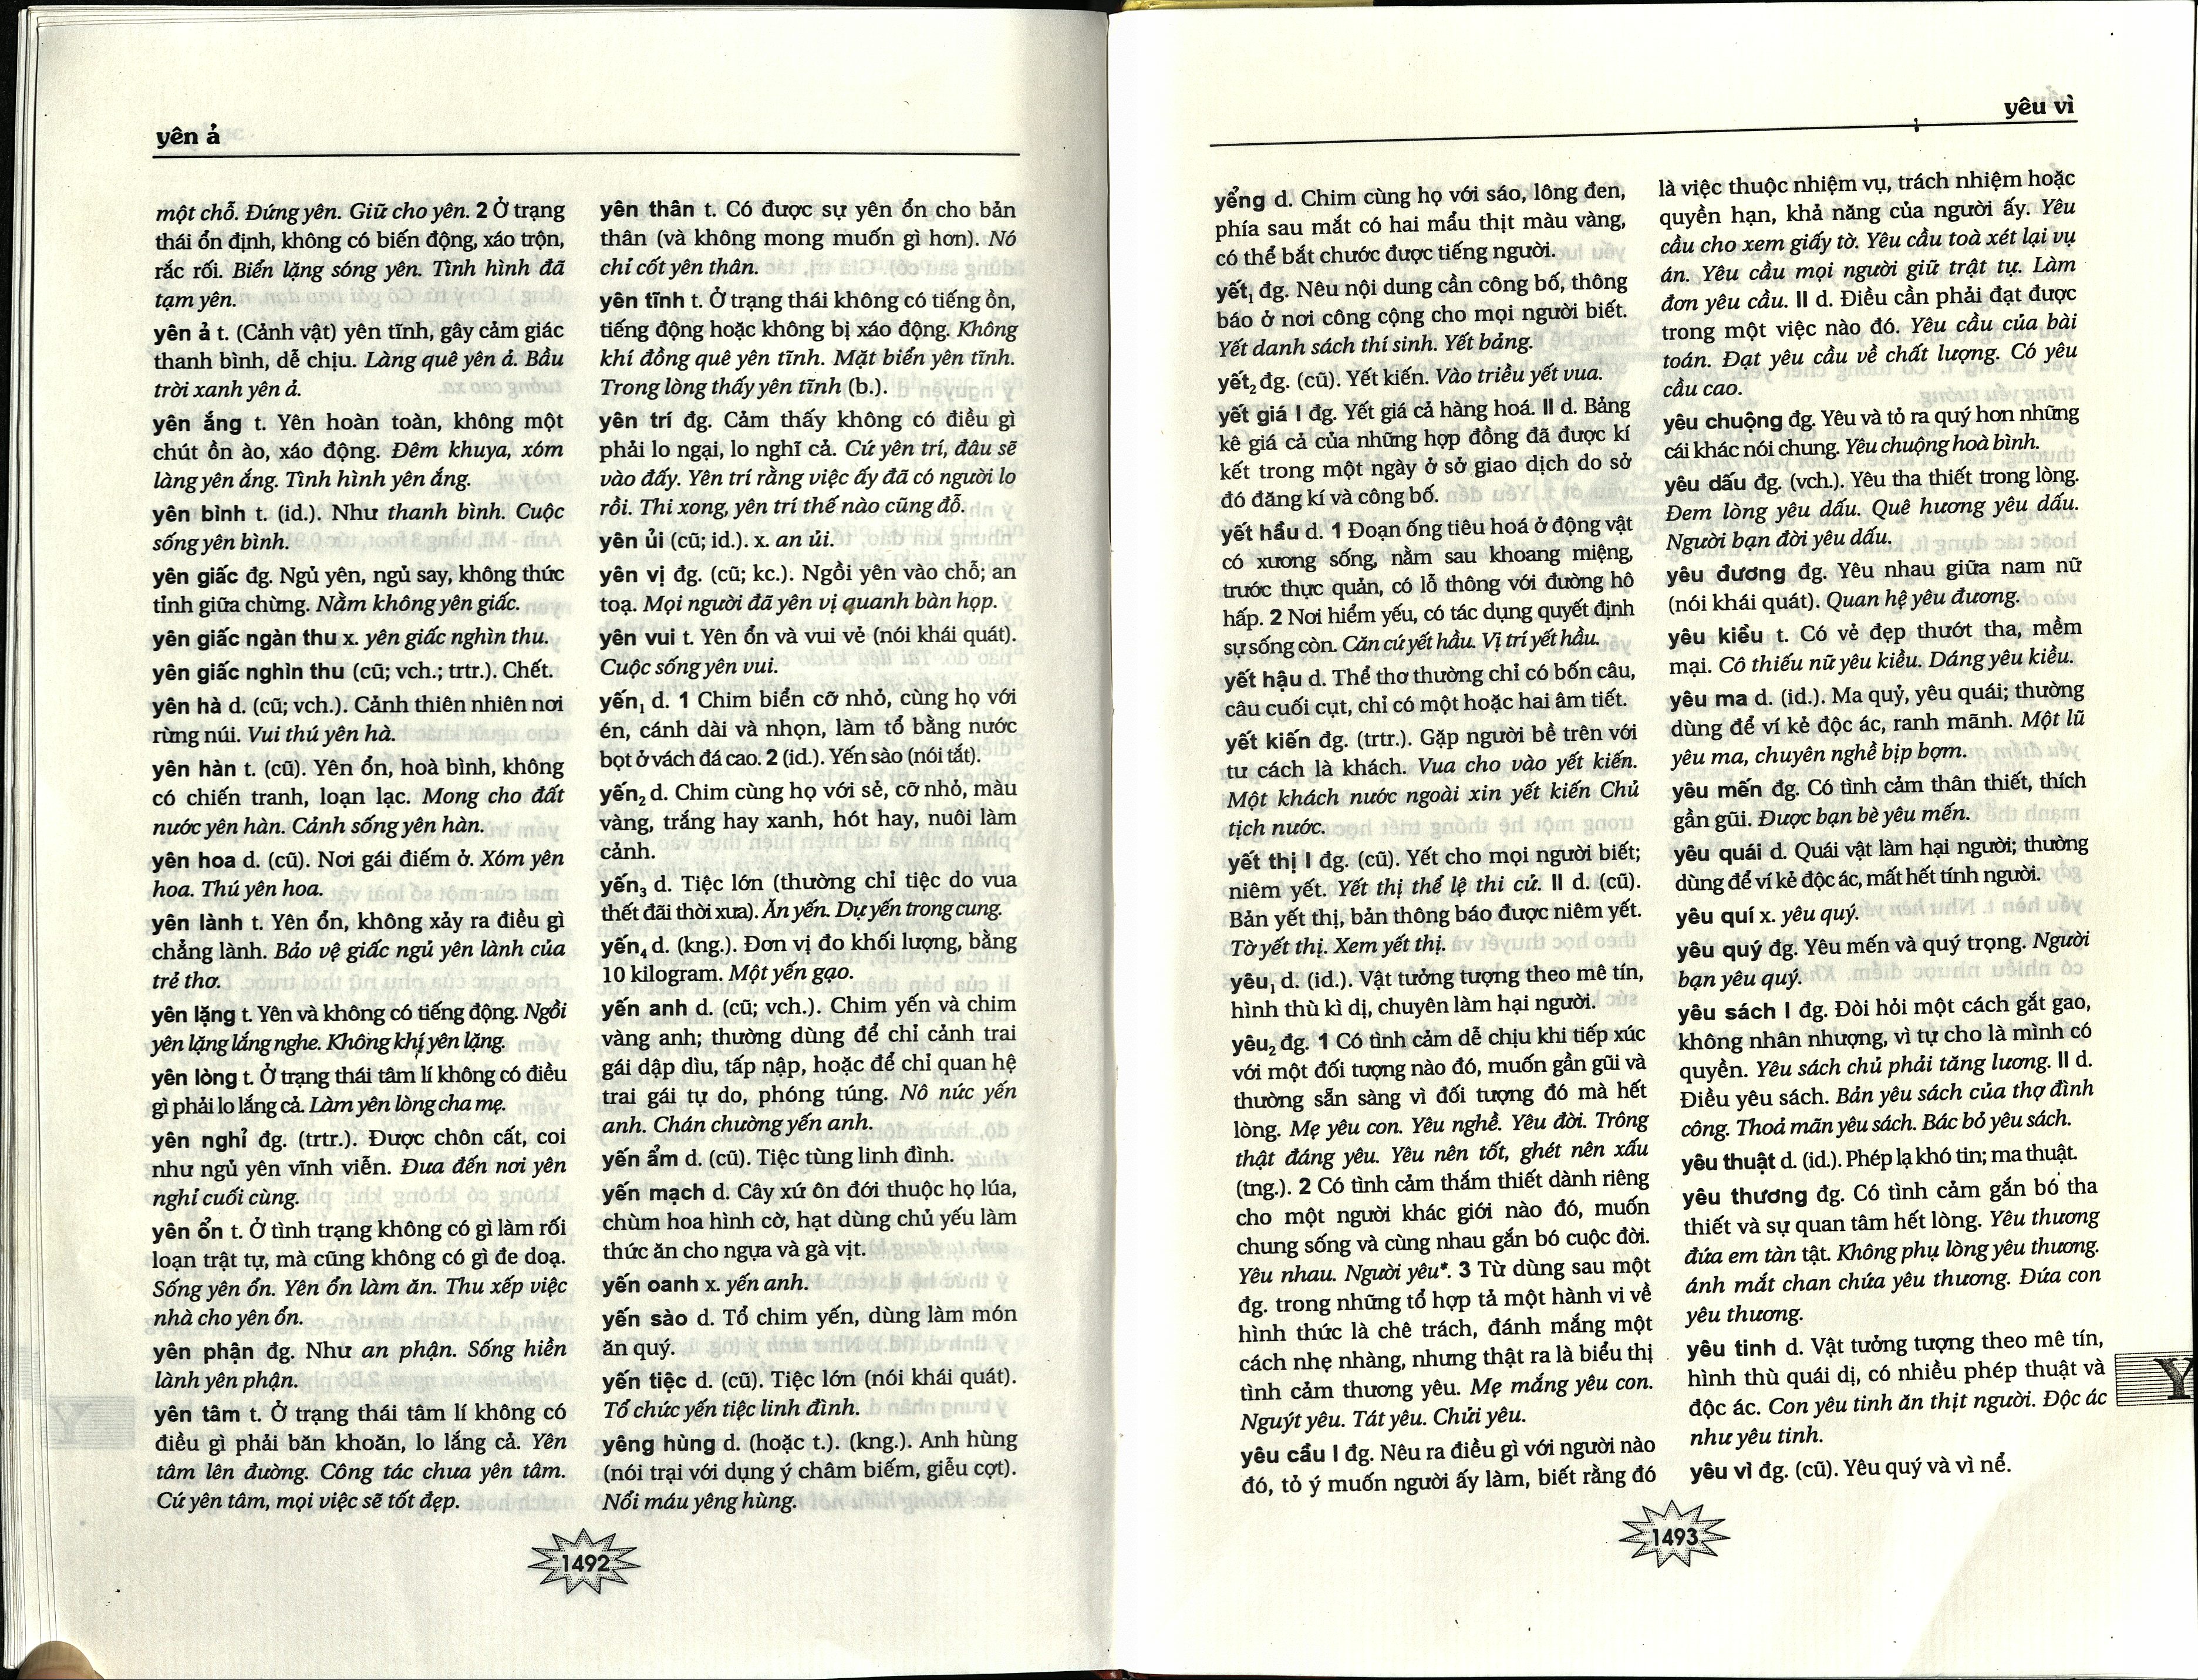 yên ả
một chỗ. Đứng yên. Giữ cho yên. 2 Ở trạng
thái ổn định, không có biến động, xáo trộn,
rắc rối. Biển lặng sóng yên. Tình hình đã
tạm yên.
yên ả t. (Cảnh vật) yên tĩnh, gây cảm giác
thanh bình, dễ chịu. Làng quê yên ả. Bầu
trời xanh yên ả.
yên ắng t. Yên hoàn toàn, không một
chút ồn ào, xáo động. Đêm khuya, xóm
làng yên ắng. Tình hình yên ắng.
yên bình t. (id.). Như thanh bình. Cuộc
sống yên bình.
yên giấc đg. Ngủ yên, ngủ say, không thức
tỉnh giữa chừng. Nằm không yên giấc.
yên giấc ngàn thu x. yên giấc nghìn thu.
yên giấc nghìn thu (cũ; vch.; trtr.). Chết.
yên hà d. (cũ; vch.). Cảnh thiên nhiên nơi
rừng núi. Vui thú yên hà.
yên hàn t. (cũ). Yên ổn, hoà bình, không
có chiến tranh, loạn lạc. Mong cho đất
nước yên hàn. Cảnh sống yên hàn.
yên hoa d. (cũ). Nơi gái điếm ở. Xóm yên
hoa. Thú yên hoa.
yên lành t. Yên ổn, không xảy ra điều gì
chẳng lành. Bảo vệ giấc ngủ yên lành của
trẻ thơ.
yên lặng t. Yên và không có tiếng động. Ngồi
yên lặng lắng nghe. Không khí yên lặng.
yên lòng t. Ở trạng thái tâm lí không có điều
gì phải lo lắng cả. Làm yên lòng cha mẹ.
yên nghỉ đg. (trtr.). Được chôn cất, coi
như ngủ yên vĩnh viễn. Đưa đến nơi yên
nghỉ cuối cùng.
yên ổn t. Ở tình trạng không có gì làm rối
loạn trật tự, mà cũng không có gì đe doạ.
Sống yên ổn. Yên ổn làm ăn. Thu xếp việc
nhà cho yên ổn.
yên phận đg. Như an phận. Sống hiền
lành yên phận.
yên tâm t. Ở trạng thái tâm lí không có
điều gì phải băn khoăn, lo lắng cả. Yên
tâm lên đường. Công tác chưa yên tâm.
Cứ yên tâm, mọi việc sẽ tốt đẹp.
yên thân t. Có được sự yên ổn cho bản
thân (và không mong muốn gì hơn). Nó
chỉ cốt yên thân.
yên tĩnh t. Ở trạng thái không có tiếng ồn,
tiếng động hoặc không bị xáo động. Không
khí đồng quê yên tĩnh. Mặt biển yên tĩnh.
Trong lòng thấy yên tĩnh (b.).
yên trí đg. Cảm thấy không có điều gì
phải lo ngại, lo nghĩ cả. Cứ yên trí, đâu sẽ
vào đấy. Yên trí rằng việc ấy đã có người lo
rồi. Thi xong, yên trí thế nào cũng đỗ.
yên ủi (cũ; id.). x. an ủi.
yên vị đg. (cũ; kc.). Ngồi yên vào chỗ; an
toạ. Mọi người đã yên vị quanh bàn họp.
yên vui t. Yên ổn và vui vẻ (nói khái quát).
Cuộc sống yên vui.
yến₁ d. 1 Chim biển cỡ nhỏ, cùng họ với
én, cánh dài và nhọn, làm tổ bằng nước
bọt ở vách đá cao. 2 (id.). Yến sào (nói tắt).
yến₂ d. Chim cùng họ với sẻ, cỡ nhỏ, màu
vàng, trắng hay xanh, hót hay, nuôi làm
cảnh.
yến₃ d. Tiệc lớn (thường chỉ tiệc do vua
thết đãi thời xưa). Ăn yến. Dự yến trong cung.
yến₄ d. (kng.). Đơn vị đo khối lượng, bằng
10 kilogram. Một yến gạo.
yến anh d. (cũ; vch.). Chim yến và chim
vàng anh; thường dùng để chỉ cảnh trai
gái dập dìu, tấp nập, hoặc để chỉ quan hệ
trai gái tự do, phóng túng. Nô nức yến
anh. Chán chường yến anh.
yến ẩm d. (cũ). Tiệc tùng linh đình.
yến mạch d. Cây xứ ôn đới thuộc họ lúa,
chùm hoa hình cờ, hạt dùng chủ yếu làm
thức ăn cho ngựa và gà vịt.
yến oanh x. yến anh.
yến sào d. Tổ chim yến, dùng làm món
ăn quý.
yến tiệc d. (cũ). Tiệc lớn (nói khái quát).
Tổ chức yến tiệc linh đình.
yêng hùng d. (hoặc t.). (kng.). Anh hùng
(nói trại với dụng ý châm biếm, giễu cợt).
Nổi máu yêng hùng.
1492
yêu vì
yểng d. Chim cùng họ với sáo, lông đen,
phía sau mắt có hai mẩu thịt màu vàng,
có thể bắt chước được tiếng người.
yết₁ đg. Nêu nội dung cần công bố, thông
báo ở nơi công cộng cho mọi người biết.
Yết danh sách thí sinh. Yết bảng.
yết₂ đg. (cũ). Yết kiến. Vào triều yết vua.
yết giá I đg. Yết giá cả hàng hoá. II d. Bảng
kê giá cả của những hợp đồng đã được kí
kết trong một ngày ở sở giao dịch do sở
đó đăng kí và công bố.
yết hầu d. 1 Đoạn ống tiêu hoá ở động vật
có xương sống, nằm sau khoang miệng,
trước thực quản, có lỗ thông với đường hô
hấp. 2 Nơi hiểm yếu, có tác dụng quyết định
sự sống còn. Căn cứ yết hầu. Vị trí yết hầu.
yết hậu d. Thể thơ thường chỉ có bốn câu,
câu cuối cụt, chỉ có một hoặc hai âm tiết.
yết kiến đg. (trtr.). Gặp người bề trên với
tư cách là khách. Vua cho vào yết kiến.
Một khách nước ngoài xin yết kiến Chủ
tịch nước.
yết thị I đg. (cũ). Yết cho mọi người biết;
niêm yết. Yết thị thể lệ thi cử. II d. (cũ).
Bản yết thị, bản thông báo được niêm yết.
Tờ yết thị. Xem yết thị.
yêu₁ d. (id.). Vật tưởng tượng theo mê tín,
hình thù kì dị, chuyên làm hại người.
yêu₂ đg. 1 Có tình cảm dễ chịu khi tiếp xúc
với một đối tượng nào đó, muốn gần gũi và
thường sẵn sàng vì đối tượng đó mà hết
lòng. Mẹ yêu con. Yêu nghề. Yêu đời. Trông
thật đáng yêu. Yêu nên tốt, ghét nên xấu
(tng.). 2 Có tình cảm thắm thiết dành riêng
cho một người khác giới nào đó, muốn
chung sống và cùng nhau gắn bó cuộc đời.
Yêu nhau. Người yêu*. 3 Từ dùng sau một
đg. trong những tổ hợp tả một hành vi về
hình thức là chê trách, đánh mắng một
cách nhẹ nhàng, nhưng thật ra là biểu thị
tình cảm thương yêu. Mẹ mắng yêu con.
Nguýt yêu. Tát yêu. Chửi yêu.
yêu cầu I đg. Nêu ra điều gì với người nào
đó, tỏ ý muốn người ấy làm, biết rằng đó
là việc thuộc nhiệm vụ, trách nhiệm hoặc
quyền hạn, khả năng của người ấy. Yêu
cầu cho xem giấy tờ. Yêu cầu toà xét lại vụ
án. Yêu cầu mọi người giữ trật tự. Làm
đơn yêu cầu. II d. Điều cần phải đạt được
trong một việc nào đó. Yêu cầu của bài
toán. Đạt yêu cầu về chất lượng. Có yêu
cầu cao.
yêu chuộng đg. Yêu và tỏ ra quý hơn những
cái khác nói chung. Yêu chuộng hoà bình.
yêu dấu đg. (vch.). Yêu tha thiết trong lòng.
Đem lòng yêu dấu. Quê hương yêu dấu.
Người bạn đời yêu dấu.
yêu đương đg. Yêu nhau giữa nam nữ
(nói khái quát). Quan hệ yêu đương.
yêu kiều t. Có vẻ đẹp thướt tha, mềm
mại. Cô thiếu nữ yêu kiều. Dáng yêu kiều.
yêu ma d. (id.). Ma quỷ, yêu quái; thường
dùng để ví kẻ độc ác, ranh mãnh. Một lũ
yêu ma, chuyên nghề bịp bợm.
yêu mến đg. Có tình cảm thân thiết, thích
gần gũi. Được bạn bè yêu mến.
yêu quái d. Quái vật làm hại người; thường
dùng để ví kẻ độc ác, mất hết tính người.
yêu quí x. yêu quý.
yêu quý đg. Yêu mến và quý trọng. Người
bạn yêu quý.
yêu sách I đg. Đòi hỏi một cách gắt gao,
không nhân nhượng, vì tự cho là mình có
quyền. Yêu sách chủ phải tăng lương. II d.
Điều yêu sách. Bản yêu sách của thợ đình
công. Thoả mãn yêu sách. Bác bỏ yêu sách.
yêu thuật d. (id.). Phép lạ khó tin; ma thuật.
yêu thương đg. Có tình cảm gắn bó tha
thiết và sự quan tâm hết lòng. Yêu thương
đứa em tàn tật. Không phụ lòng yêu thương.
ánh mắt chan chứa yêu thương. Đứa con
yêu thương.
yêu tinh d. Vật tưởng tượng theo mê tín,
hình thù quái dị, có nhiều phép thuật và
độc ác. Con yêu tinh ăn thịt người. Độc ác
như yêu tinh.
yêu vì đg. (cũ). Yêu quý và vì nể.
Y
1493